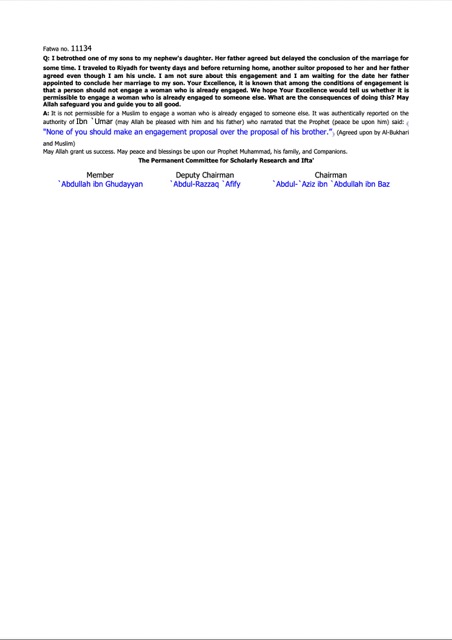 Fatwa no. 11134
Q: I betrothed one of my sons to my nephew's daughter. Her father agreed but delayed the conclusion of the marriage for
some time. I traveled to Riyadh for twenty days and before returning home, another suitor proposed to her and her father
agreed even though I am his uncle. I am not sure about this engagement and I am waiting for the date her father
appointed to conclude her marriage to my son. Your Excellence, it is known that among the conditions of engagement is
that a person should not engage a woman who is already engaged. We hope Your Excellence would tell us whether it is
permissible to engage a woman who is already engaged to someone else. What are the consequences of doing this? May
Allah safeguard you and guide you to all good.
A: It is not permissible for a Muslim to engage a woman who is already engaged to someone else. It was authentically reported on the
authority of Ibn `Umar (may Allah be pleased with him and his father) who narrated that the Prophet (peace be upon him) said: (
"None of you should make an engagement proposal over the proposal of his brother.") (Agreed upon by Al-Bukhari
and Muslim)
May Allah grant us success. May peace and blessings be upon our Prophet Muhammad, his family, and Companions.
The Permanent Committee for Scholarly Research and Ifta'
Member Deputy Chairman Chairman
`Abdullah ibn Ghudayyan `Abdul-Razzaq `Afify `Abdul-`Aziz ibn `Abdullah ibn Baz